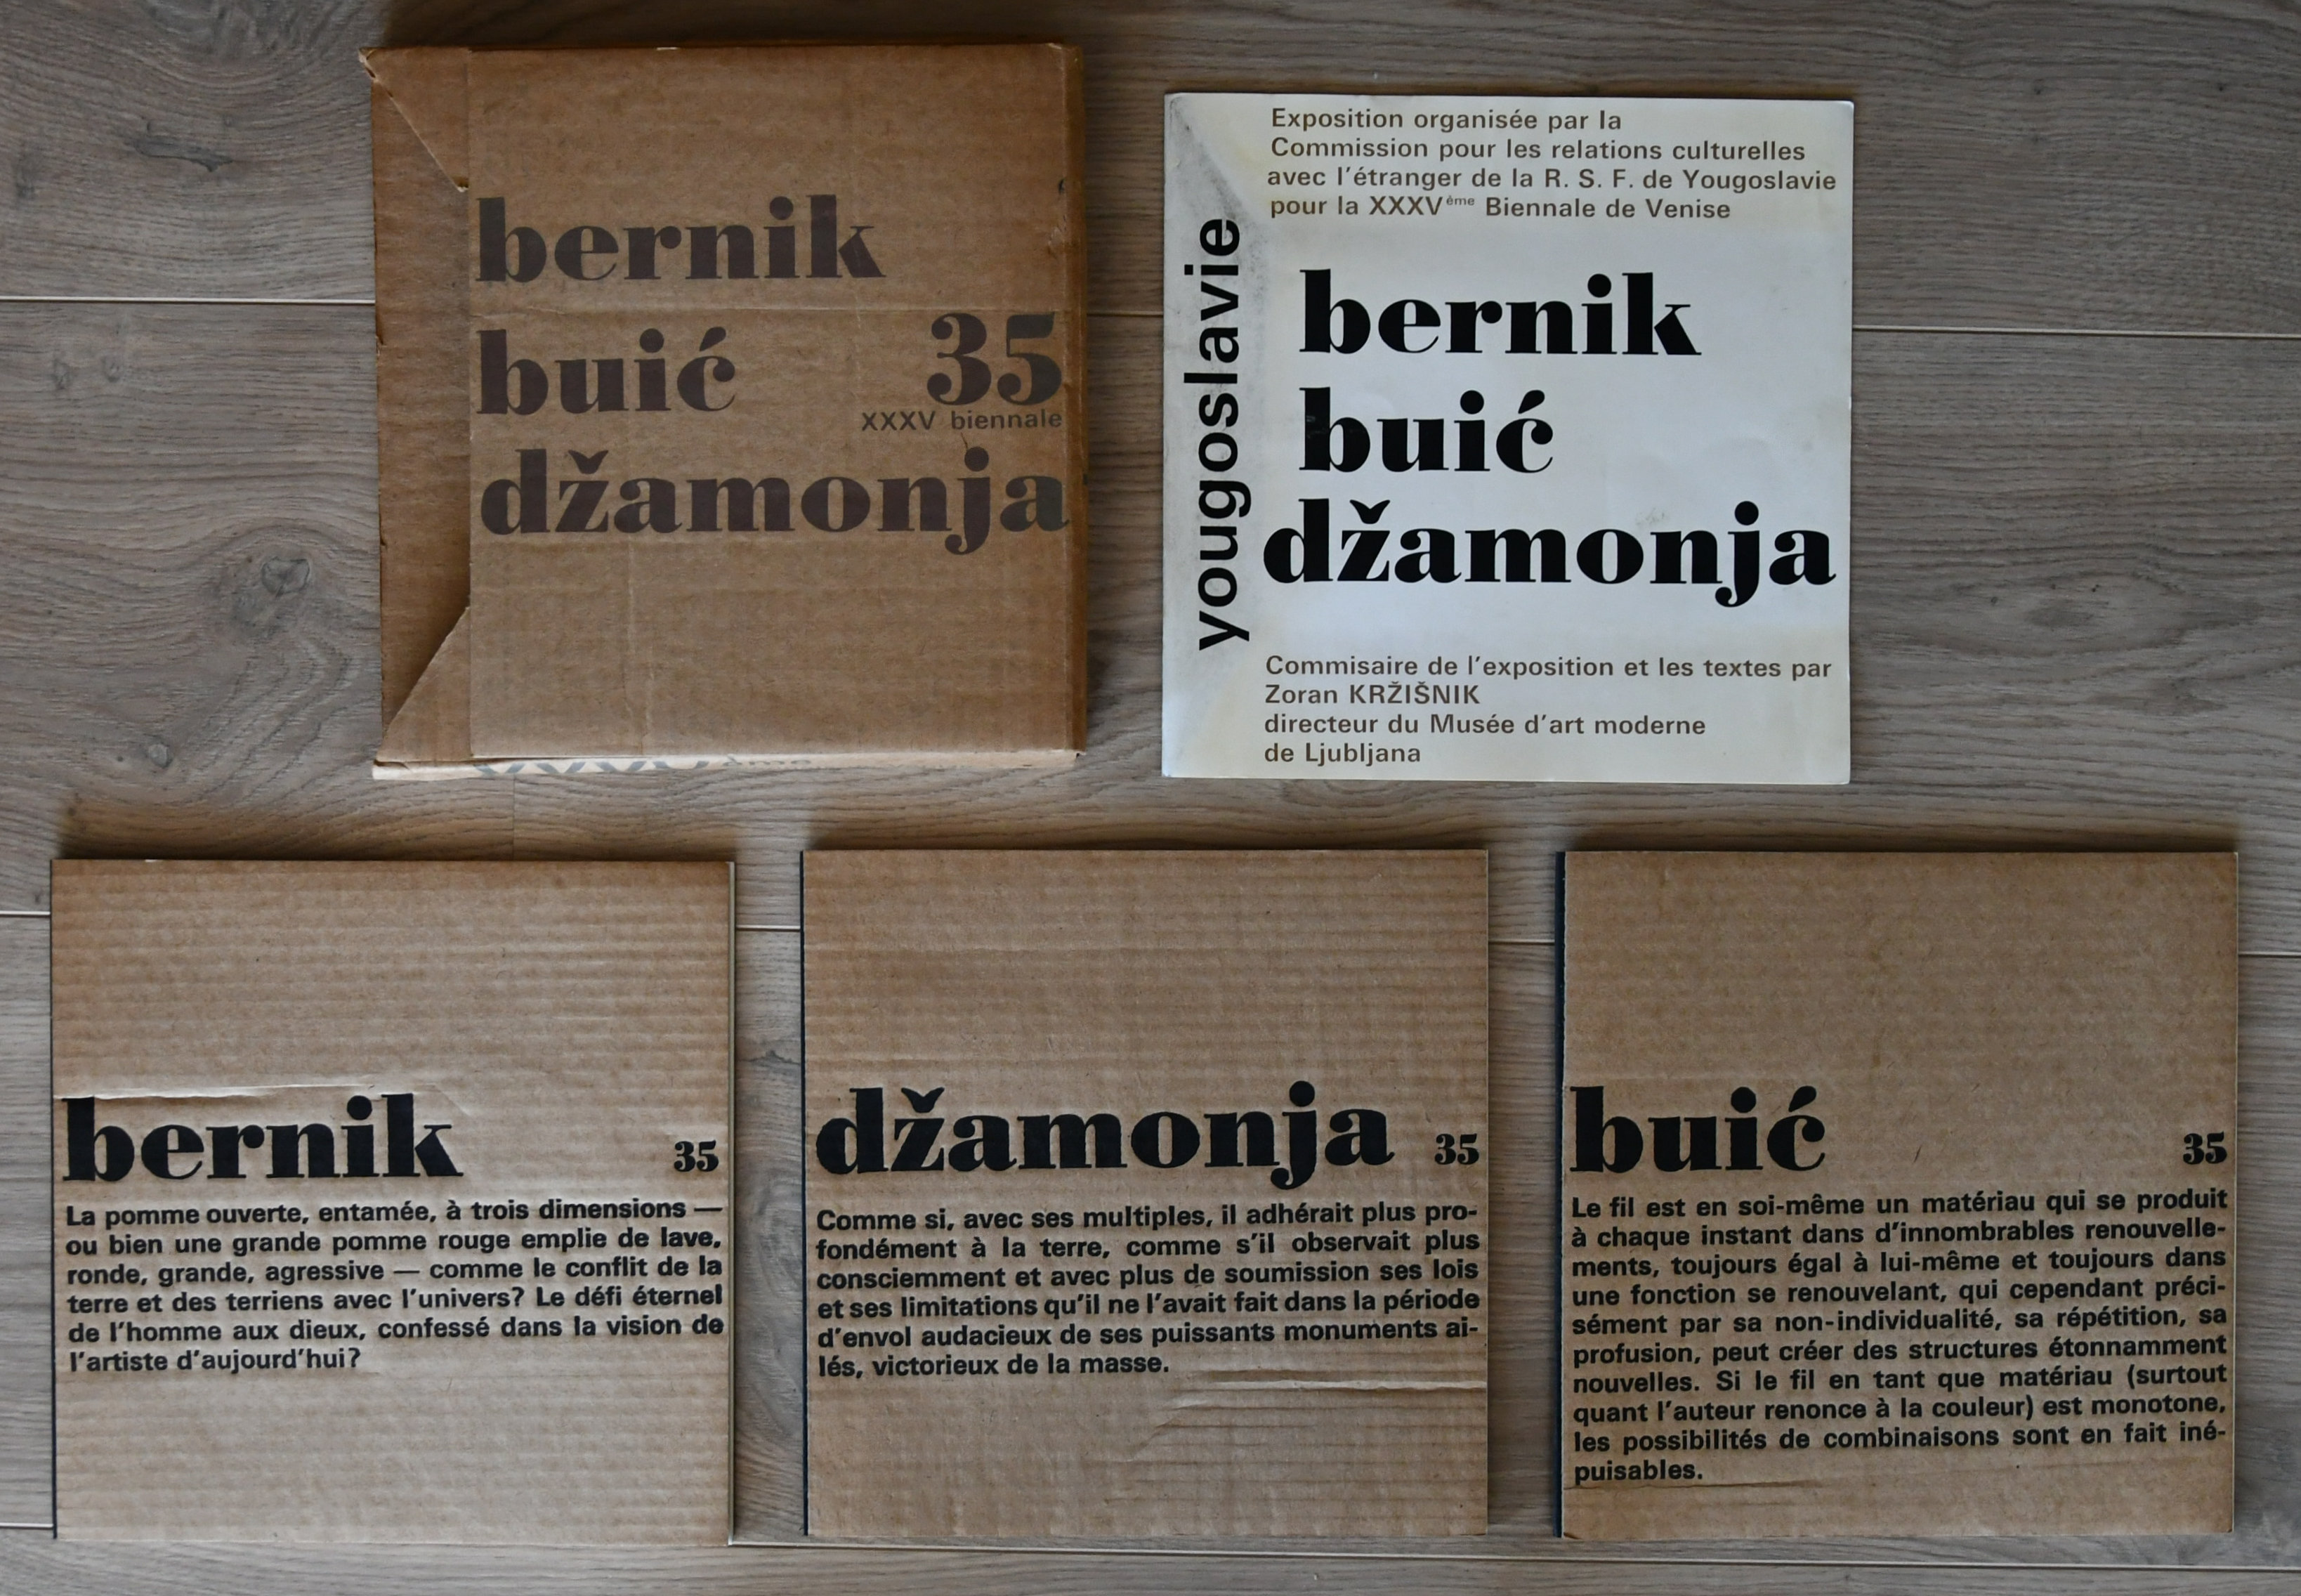 bernik
buić 35
XXXV biennale
džamonja
Exposition organisée par la
Commission pour les relations culturelles
avec l'étranger de la R. S. F. de Yougoslavie
pour la XXXVème Biennale de Venise
yougoslavie
bernik
buić
džamonja
Commisaire de l'exposition et les textes par
Zoran KRŽIŠNIK
directeur du Musée d'art moderne
de Ljubljana
bernik 35
La pomme ouverte, entamée, à trois dimensions —
ou bien une grande pomme rouge emplie de lave,
ronde, grande, agressive — comme le conflit de la
terre et des terriens avec l'univers? Le défi éternel
de l'homme aux dieux, confessé dans la vision de
l'artiste d'aujourd'hui?
džamonja 35
Comme si, avec ses multiples, il adhérait plus pro-
fondément à la terre, comme s'il observait plus
consciemment et avec plus de soumission ses lois
et ses limitations qu'il ne l'avait fait dans la période
d'envol audacieux de ses puissants monuments ai-
lés, victorieux de la masse.
buić 35
Le fil est en soi-même un matériau qui se produit
à chaque instant dans d'innombrables renouvelle-
ments, toujours égal à lui-même et toujours dans
une fonction se renouvelant, qui cependant préci-
sément par sa non-individualité, sa répétition, sa
profusion, peut créer des structures étonnamment
nouvelles. Si le fil en tant que matériau (surtout
quant l'auteur renonce à la couleur) est monotone,
les possibilités de combinaisons sont en fait iné-
puisables.